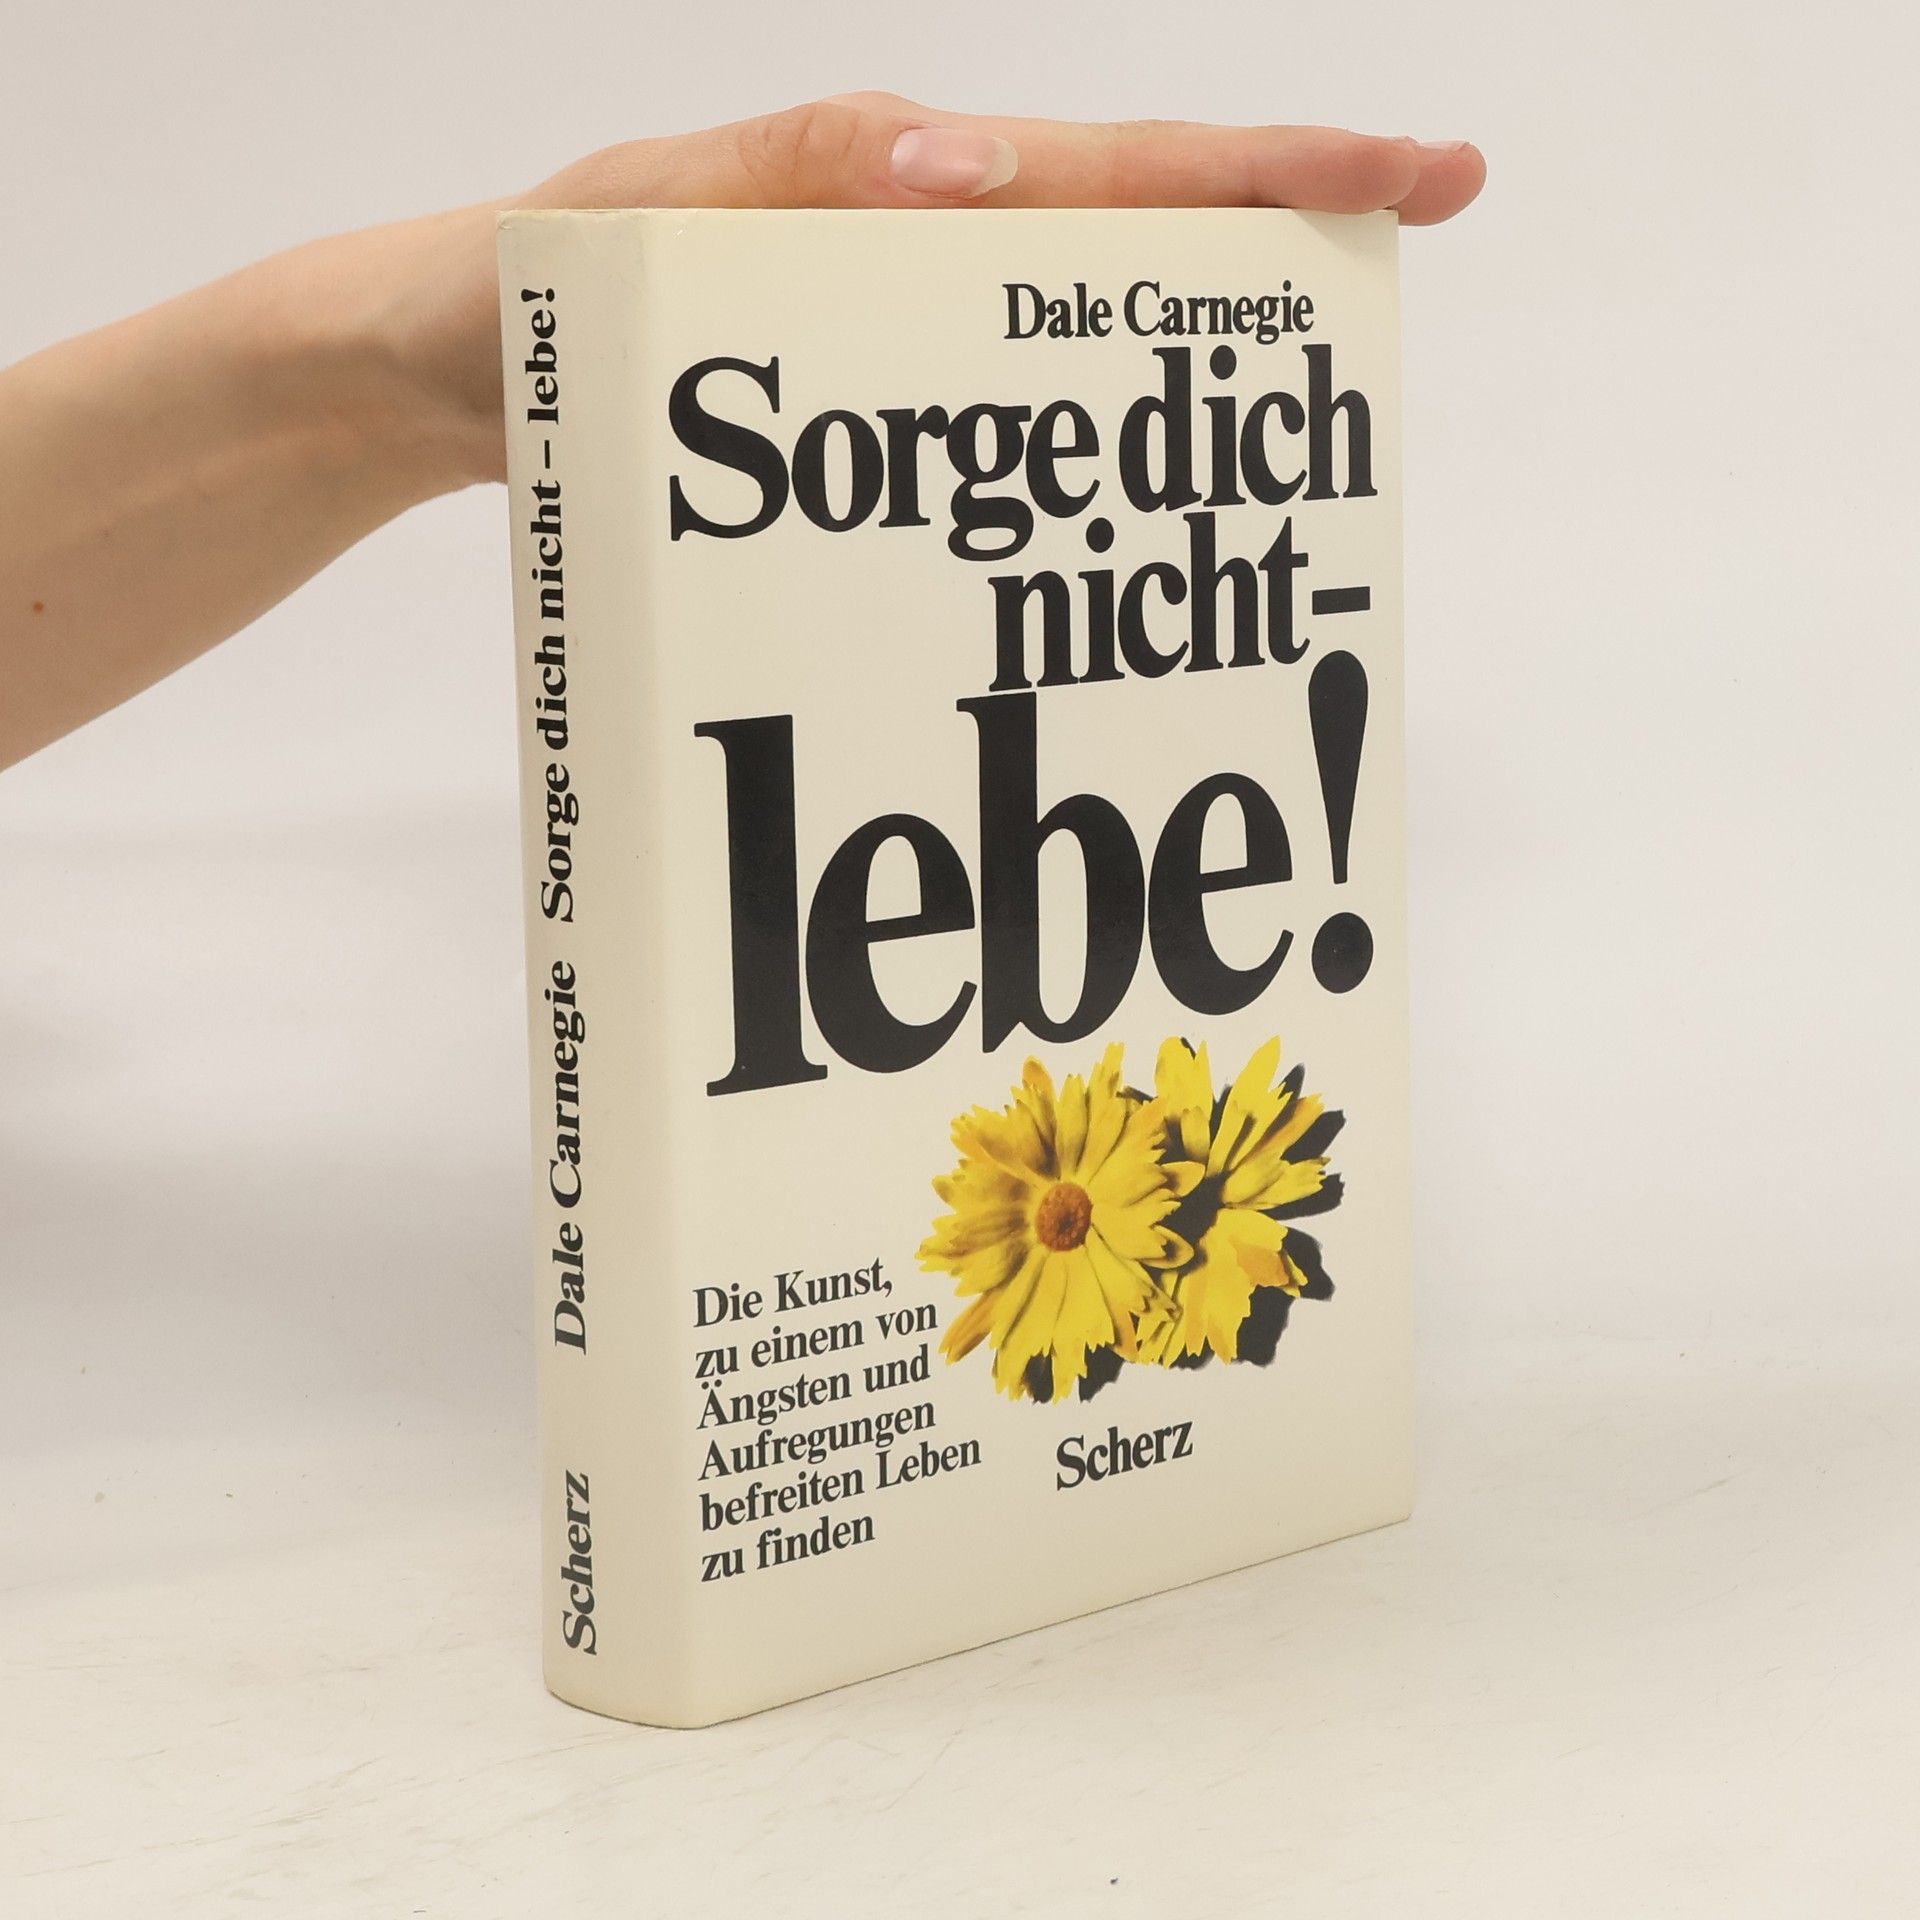 Dale Carnegie Sorge dich nicht – lebe!
Scherz
Dale Carnegie
Sorge dich
nicht–
lebe!
Die Kunst,
zu einem von
Ängsten und
Aufregungen
befreiten Leben
zu finden
Scherz